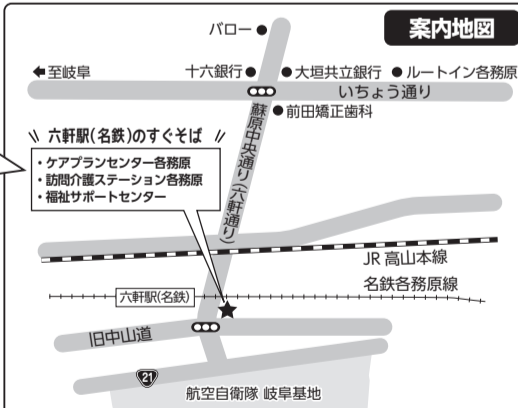 案内地図
バロー
至岐阜
十六銀行
大垣共立銀行
ルートイン各務原
いちょう通り
前田矯正歯科
蘇原中央通り(六軒通り)
六軒駅(名鉄)のすぐそば
・ケアプランセンター各務原
・訪問介護ステーション各務原
・福祉サポートセンター
JR 高山本線
名鉄各務原線
六軒駅(名鉄)
旧中山道
21
航空自衛隊 岐阜基地